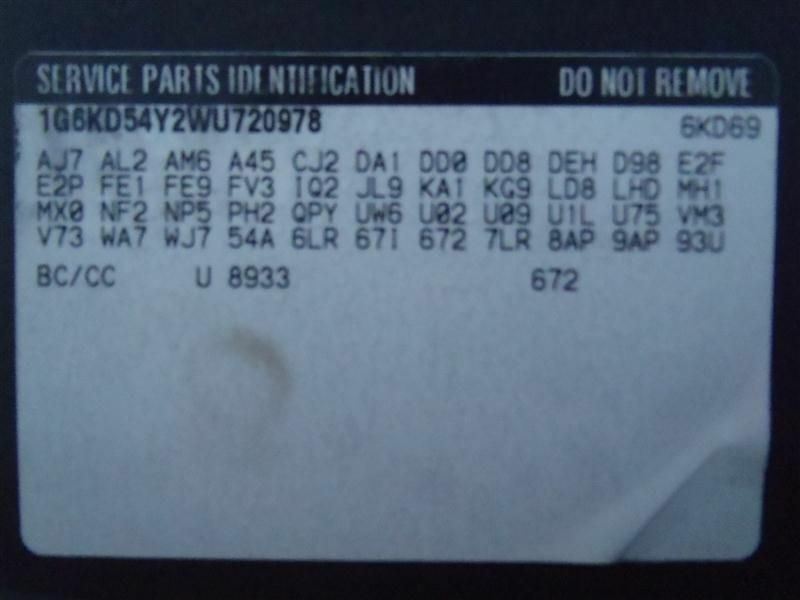 SERVICE PARTS IDENTIFICATION DO NOT REMOVE
1G6KD54Y2WU720978 6KD69
AJ7 AL2 AM6 A45 CJ2 DA1 DD0 DD8 DEH D98 E2F
E2P FE1 FE9 FV3 IQ2 JL9 KA1 KG9 LD8 LHD MH1
MX0 NF2 NP5 PH2 QPY UW6 U02 U09 U1L U75 VM3
V73 WA7 WJ7 54A 6LR 67I 672 7LR 8AP 9AP 93U
BC/CC U 8933 672